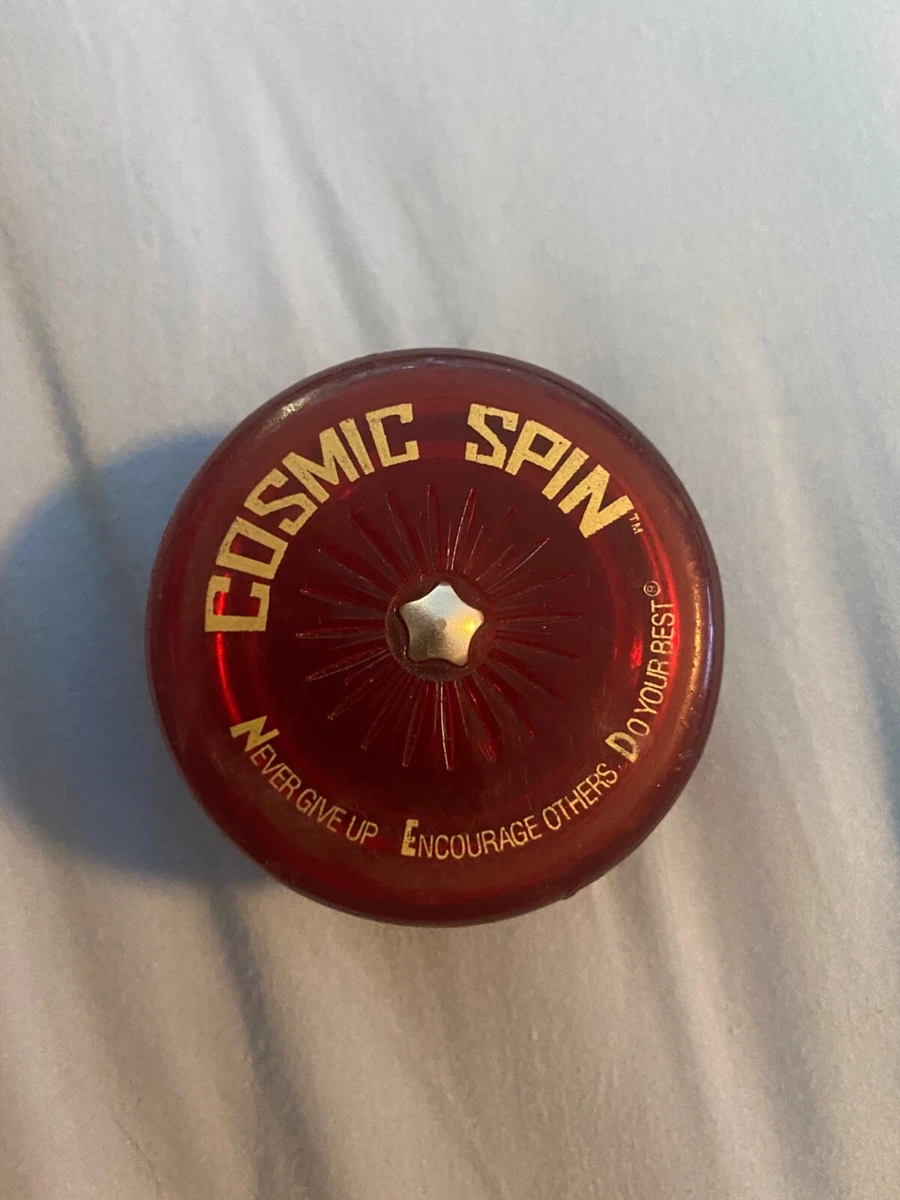 COSMIC SPIN™
NEVER GIVE UP ENCOURAGE OTHERS DO YOUR BEST®